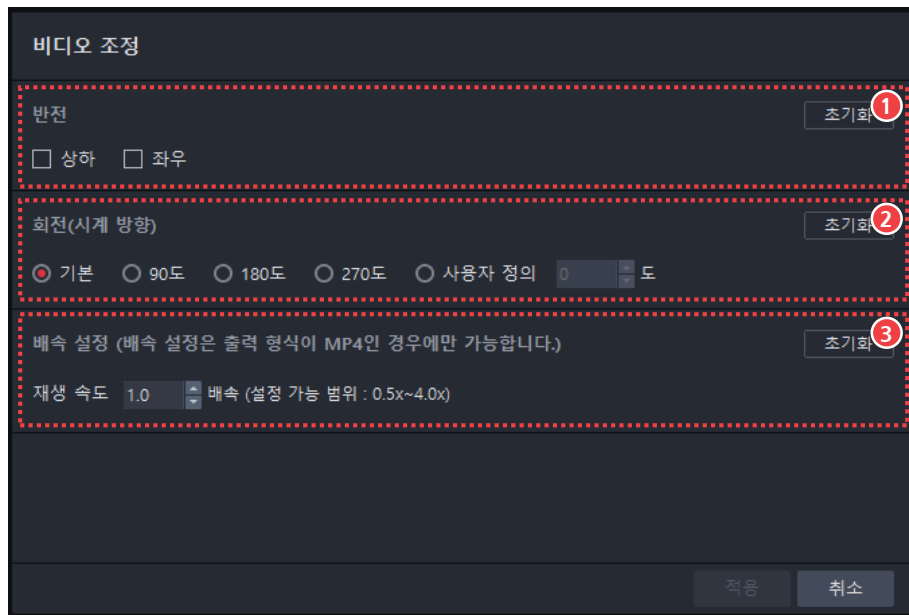 비디오 조정
반전 초기화 1
상하 좌우
회전(시계 방향) 초기화 2
기본 90도 180도 270도 사용자 정의 0 도
배속 설정 (배속 설정은 출력 형식이 MP4인 경우에만 가능합니다.) 초기화 3
재생 속도 1.0 배속 (설정 가능 범위 : 0.5x~4.0x)
적용 취소